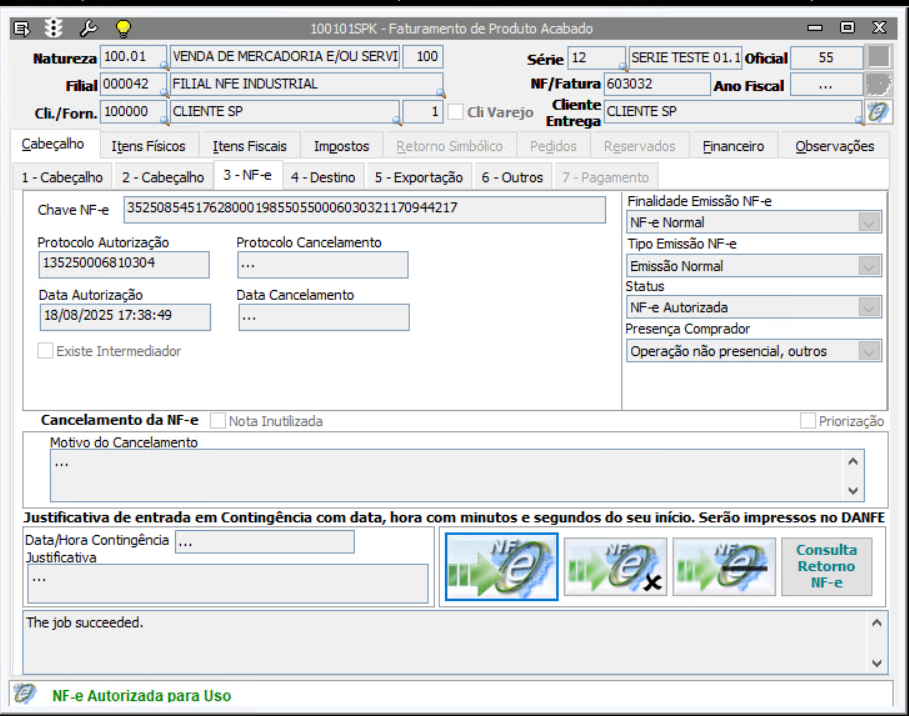 100101SPK - Faturamento de Produto Acabado
Natureza 100.01 VENDA DE MERCADORIA E/OU SERVI 100 Série 12 SERIE TESTE 01.1 Oficial 55
Filial 000042 FILIAL NFE INDUSTRIAL NF/Fatura 603032 Ano Fiscal ...
Cli./Forn. 100000 CLIENTE SP 1 Cli Varejo Cliente Entrega CLIENTE SP
Cabeçalho Itens Físicos Itens Fiscais Impostos Retorno Simbólico Pedidos Reservados Financeiro Observações
1 - Cabeçalho 2 - Cabeçalho 3 - NF-e 4 - Destino 5 - Exportação 6 - Outros 7 - Pagamento
Chave NF-e 35250854517628000198550550006030321170944217
Finalidade Emissão NF-e
NF-e Normal
Protocolo Autorização Protocolo Cancelamento
Tipo Emissão NF-e
135250006810304 ...
Emissão Normal
Data Autorização Data Cancelamento
Status
18/08/2025 17:38:49 ...
NF-e Autorizada
Presença Comprador
Existe Intermediador
Operação não presencial, outros
Cancelamento da NF-e Nota Inutilizada Priorização
Motivo do Cancelamento
...
Justificativa de entrada em Contingência com data, hora com minutos e segundos do seu início. Serão impressos no DANFE
Data/Hora Contingência ...
Justificativa
...
NF e
NF e x
NF e
Consulta
Retorno
NF-e
The job succeeded.
NF-e Autorizada para Uso